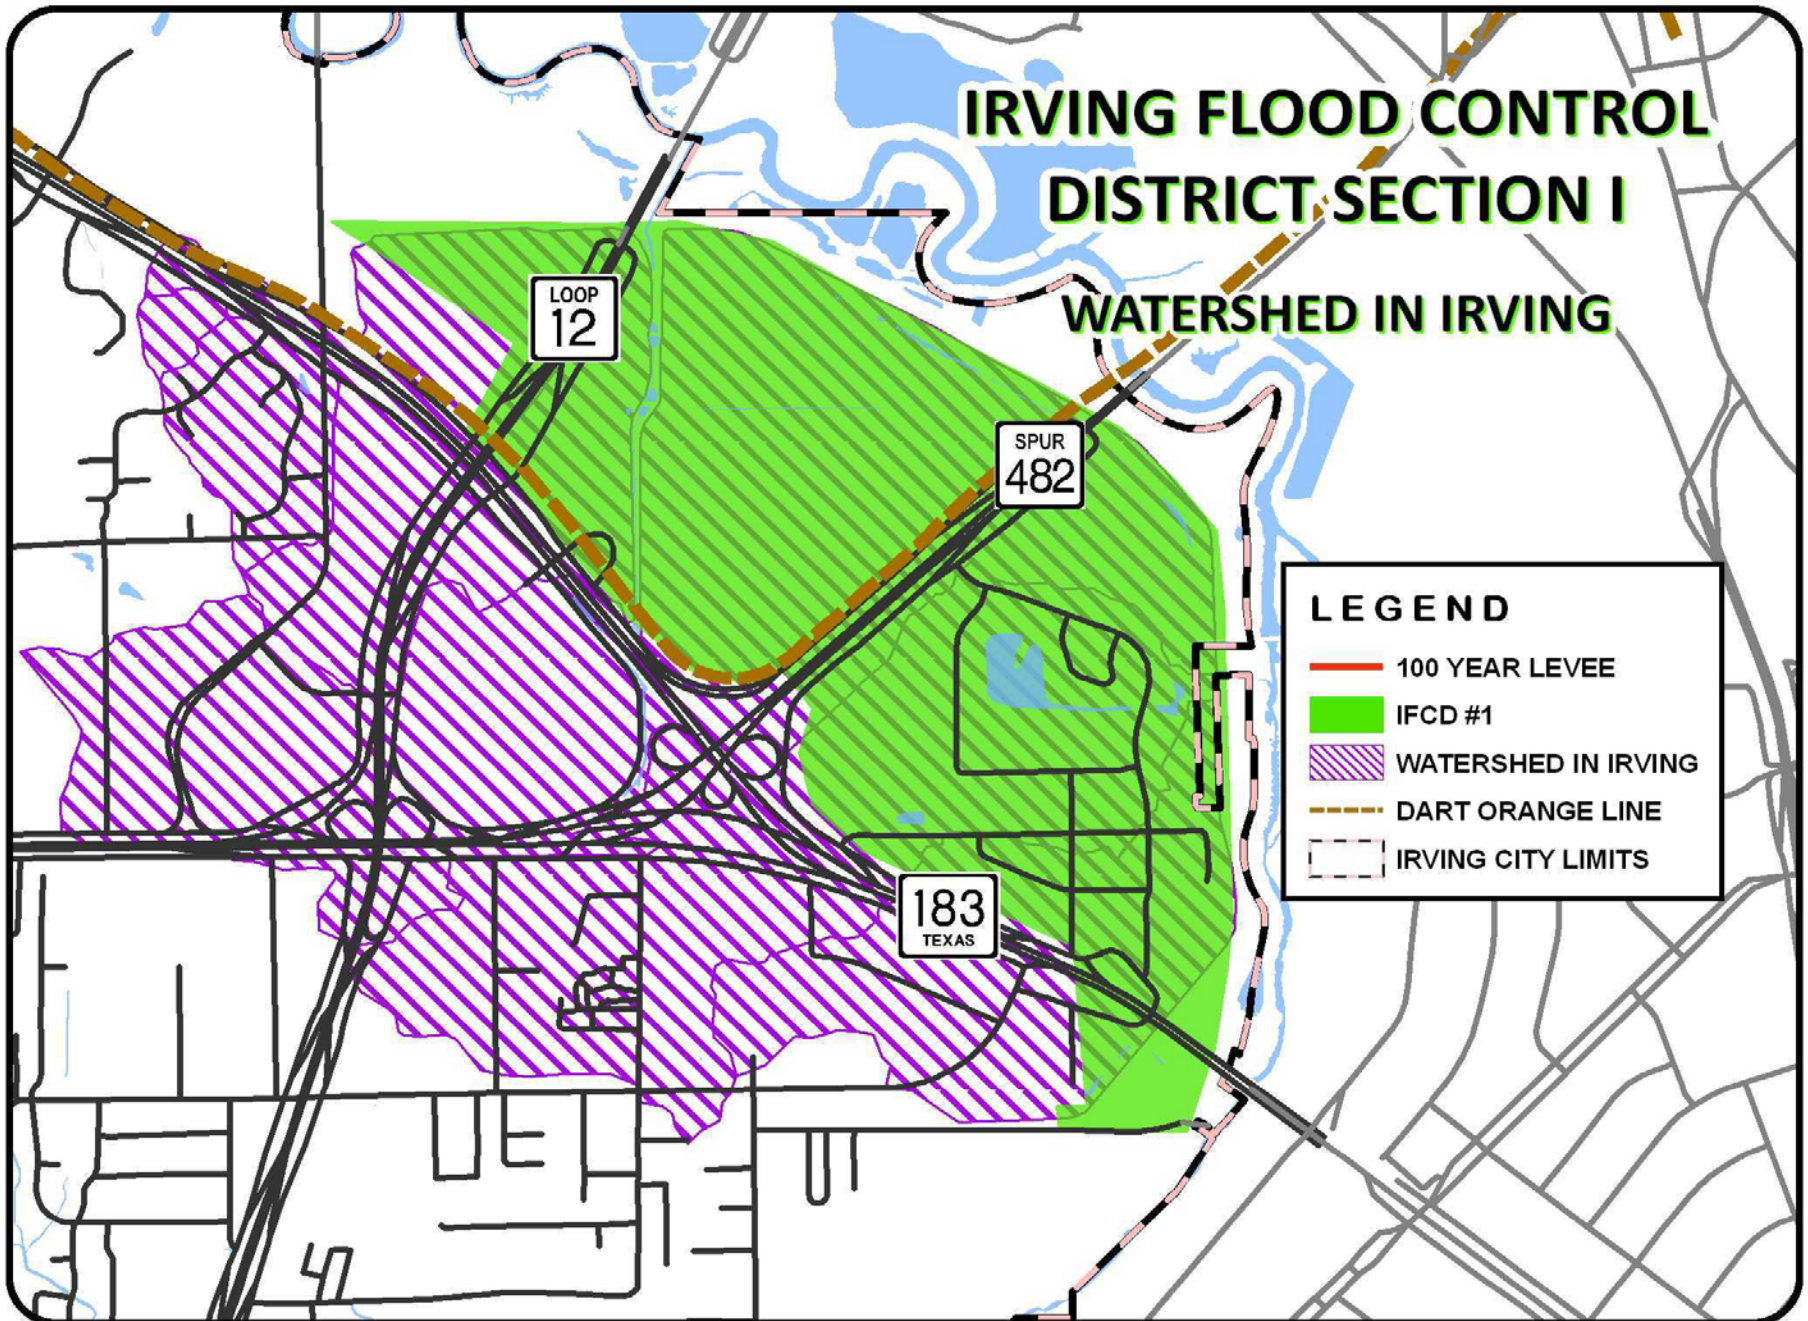 IRVING FLOOD CONTROL
DISTRICT SECTION I
WATERSHED IN IRVING
LOOP
12
SPUR
482
183
TEXAS
LEGEND
100 YEAR LEVEE
IFCD #1
WATERSHED IN IRVING
DART ORANGE LINE
IRVING CITY LIMITS